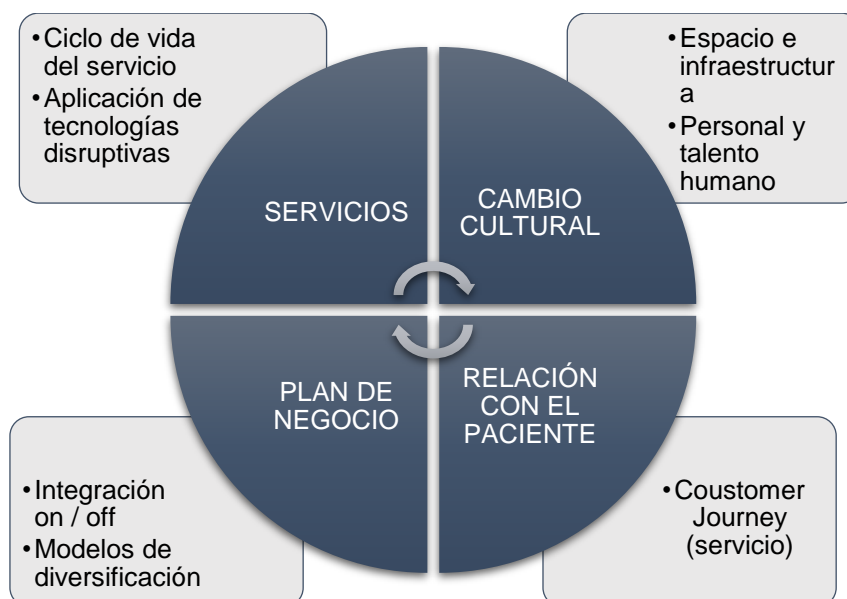 •Ciclo de vida
del servicio
•Aplicación de
tecnologías
disruptivas
•Espacio e
infraestructur
a
•Personal y
talento
humano
SERVICIOS
CAMBIO
CULTURAL
PLAN DE
NEGOCIO
RELACIÓN
CON EL
PACIENTE
•Integración
on / off
•Modelos de
diversificación
•Coustomer
Journey
(servicio)